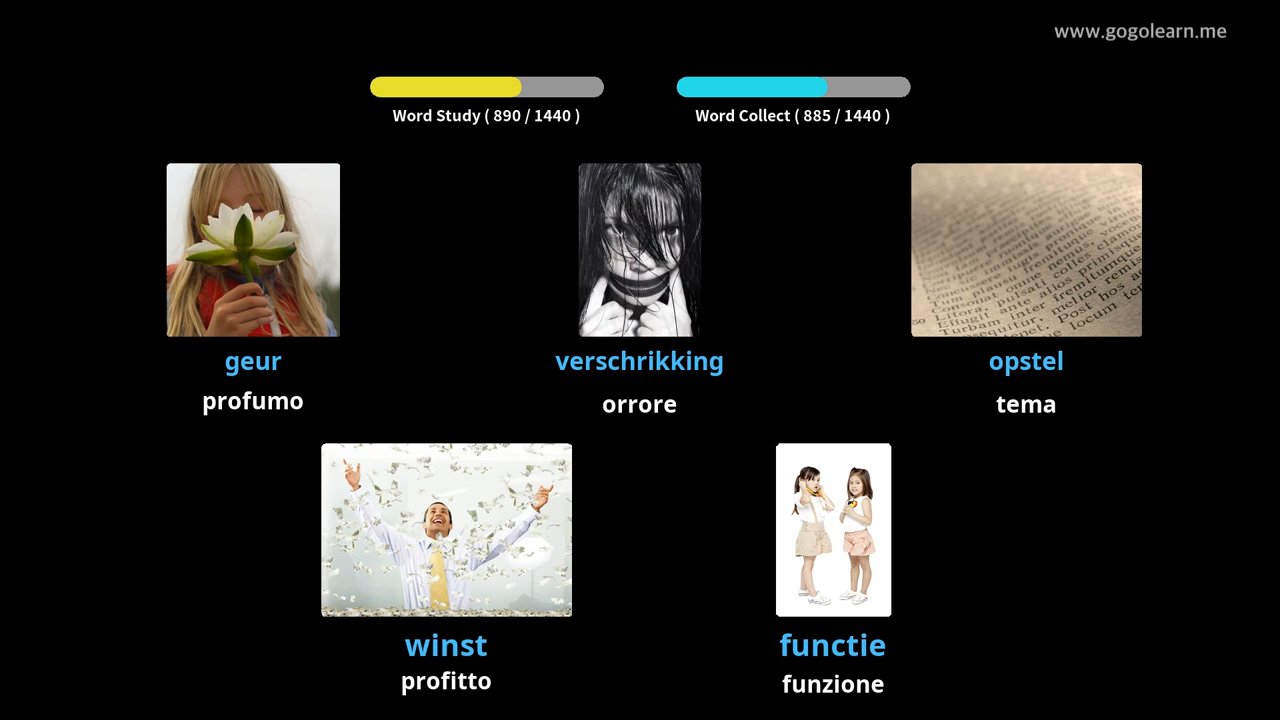 www.gogolearn.me
Word Study ( 890 / 1440 )
Word Collect ( 885 / 1440 )
geur
profumo
verschrikking
orrore
opstel
tema
winst
profitto
functie
funzione